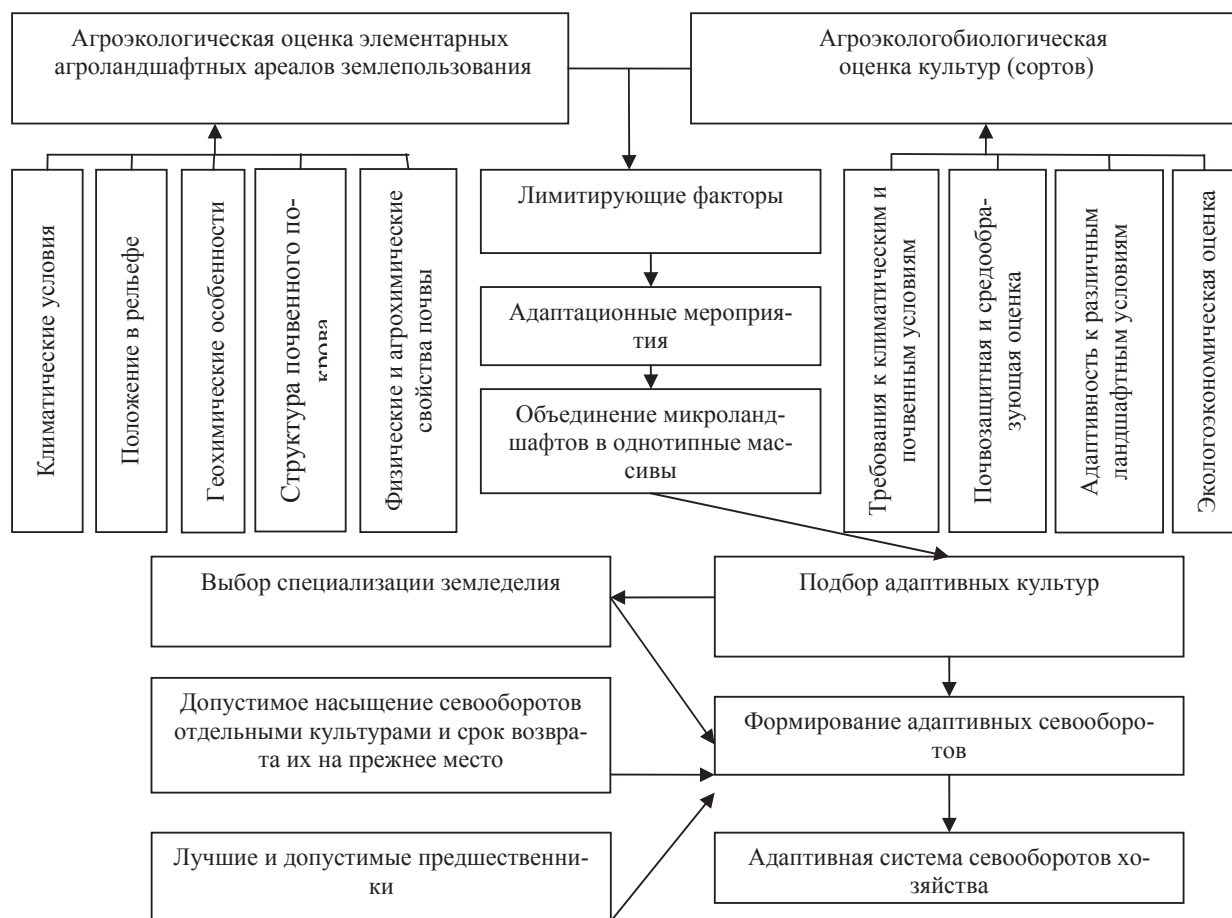 Агроэкологическая оценка элементарных
агроландшафтных ареалов землепользования
Агроэкологобиологическая
оценка культур (сортов)
Климатические условия
Положение в рельефе
Геохимические особенности
Структура почвенного по-
крова
Физические и агрохимические
свойства почвы
Лимитирующие факторы
Адаптационные мероприя-
тия
Объединение микроланд-
шафтов в однотипные мас-
сивы
Требования к климатическим и
почвенным условиям
Почвозащитная и средообра-
зующая оценка
Адаптивность к различным
ландшафтным условиям
Экологоэкономическая оценка
Выбор специализации земледелия
Подбор адаптивных культур
Допустимое насыщение севооборотов
отдельными культурами и срок возвра-
та их на прежнее место
Формирование адаптивных севооборо-
тов
Лучшие и допустимые предшественни-
ки
Адаптивная система севооборотов хо-
зяйства